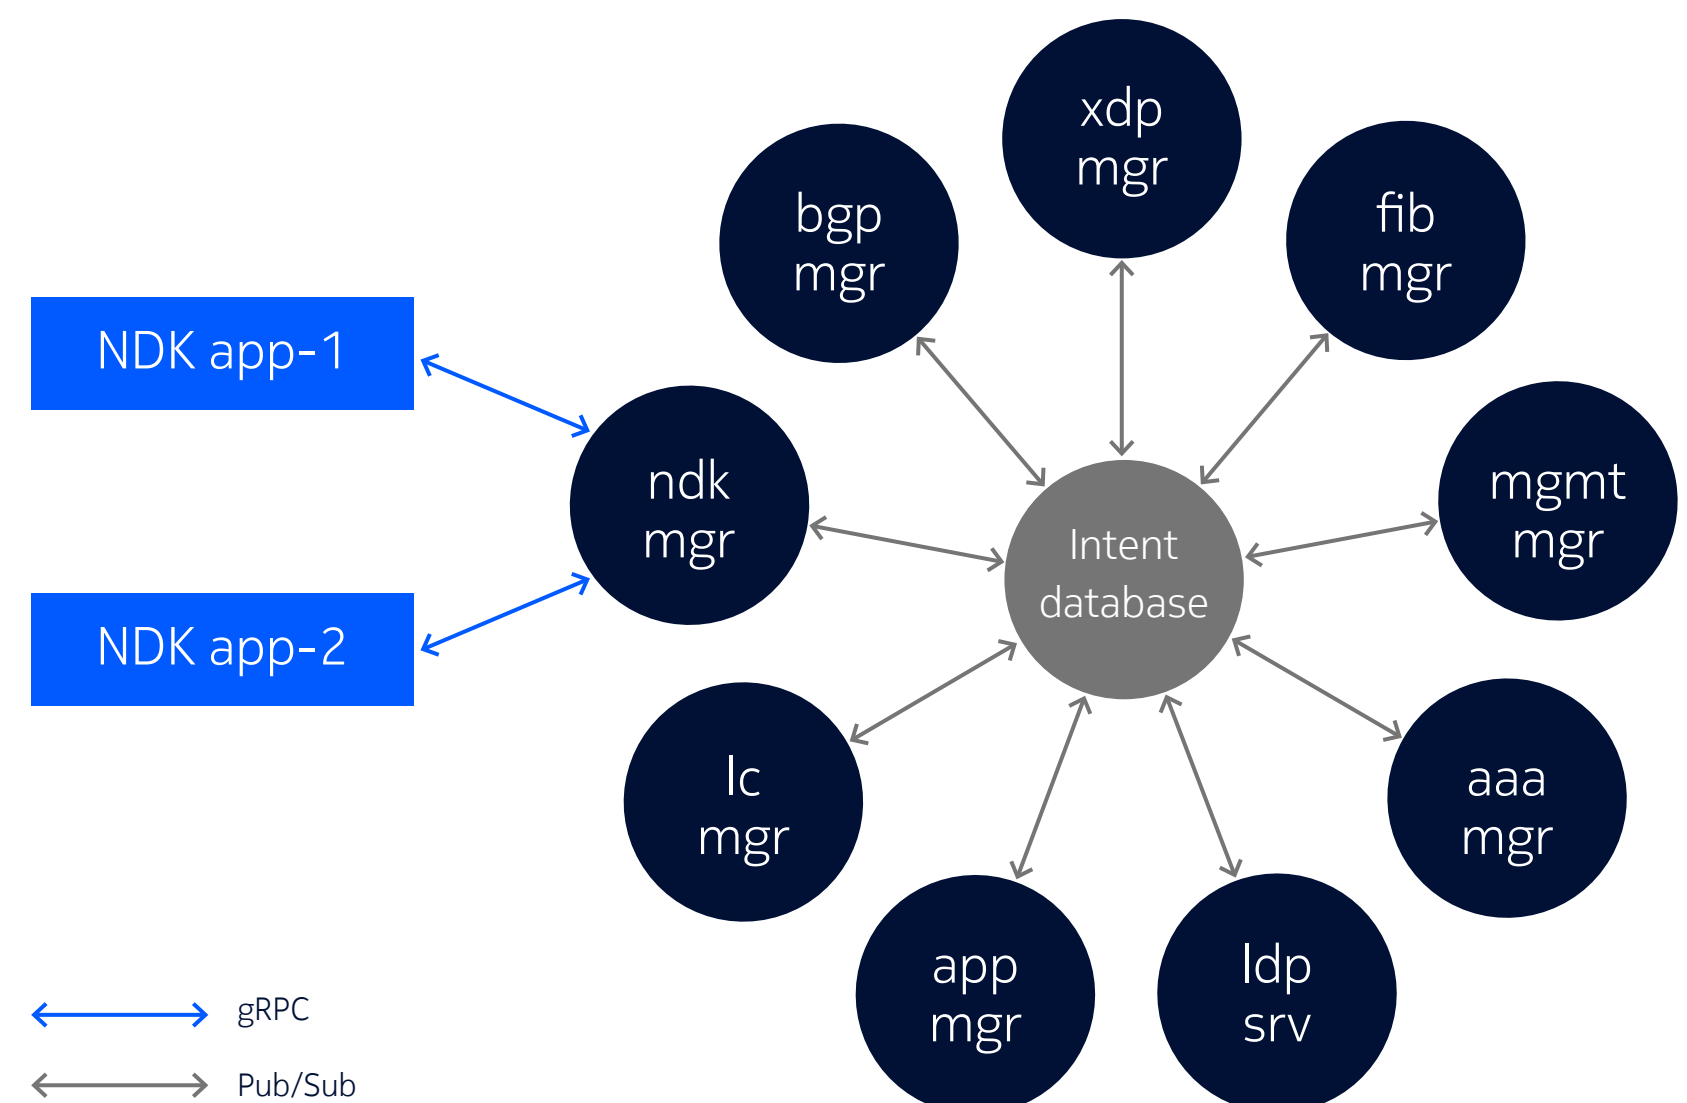 xdp
mgr
bgp
mgr
fib
mgr
NDK app-1
ndk
mgr
mgmt
mgr
Intent
database
NDK app-2
lc
mgr
aaa
mgr
app
mgr
ldp
srv
gRPC
Pub/Sub